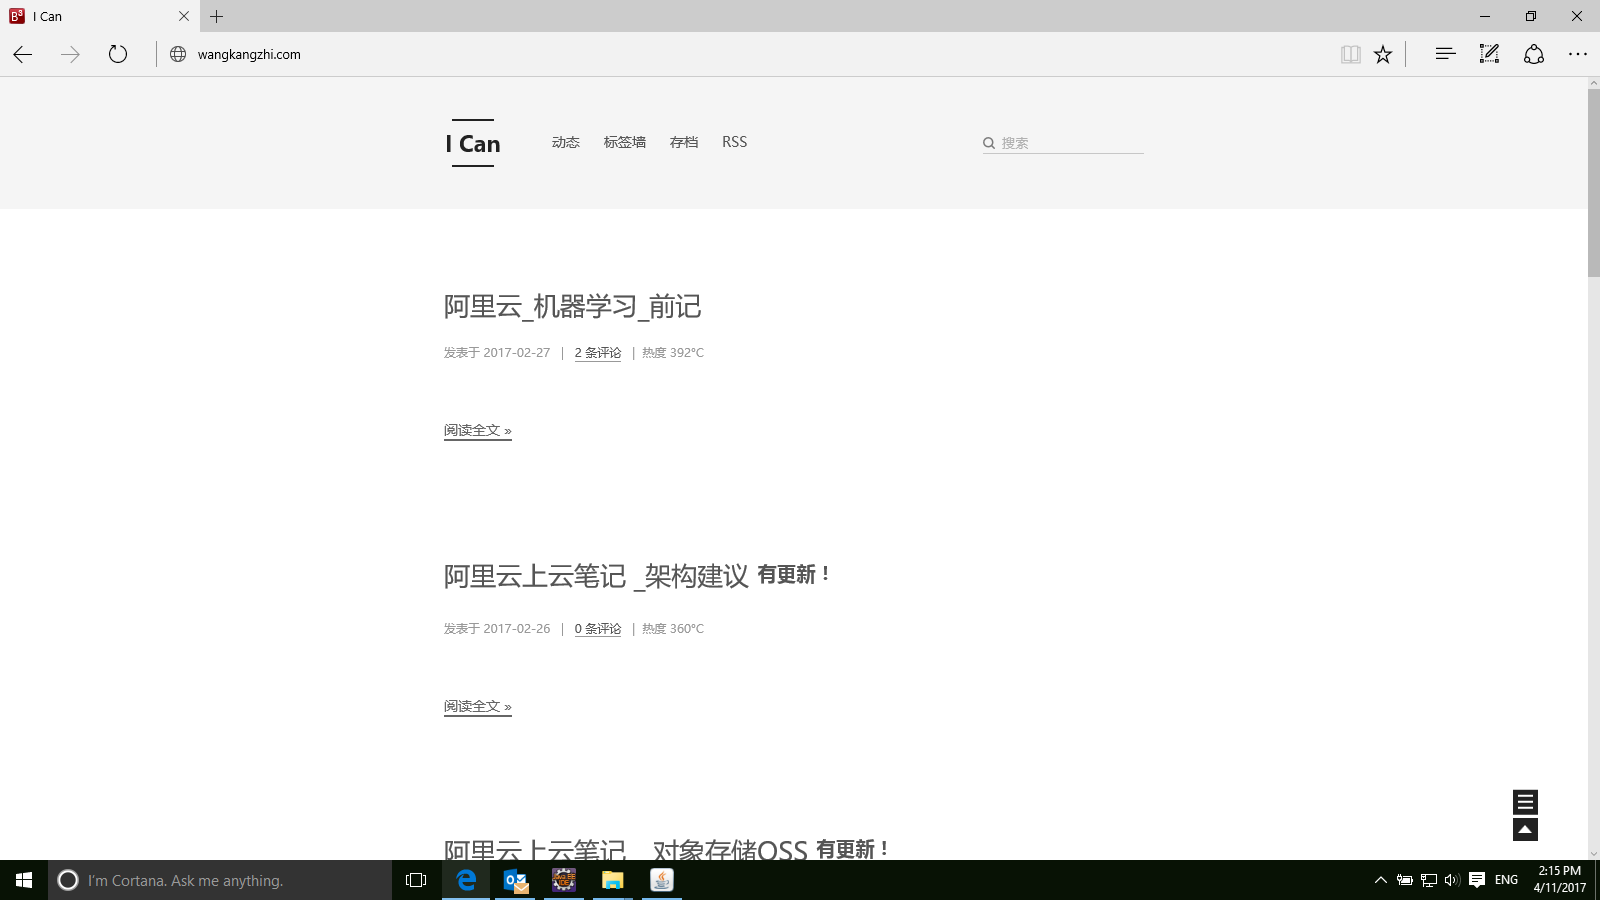 I Can
wangkangzhi.com
I Can
动态 标签墙 存档 RSS
搜索
阿里云_机器学习_前记
发表于 2017-02-27 | 2 条评论 | 热度 392°C
阅读全文 »
阿里云上云笔记 _架构建议 有更新！
发表于 2017-02-26 | 0 条评论 | 热度 360°C
阅读全文 »
阿里云上云笔记__对象存储OSS 有更新！
I'm Cortana. Ask me anything.
ENG
2:15 PM
4/11/2017